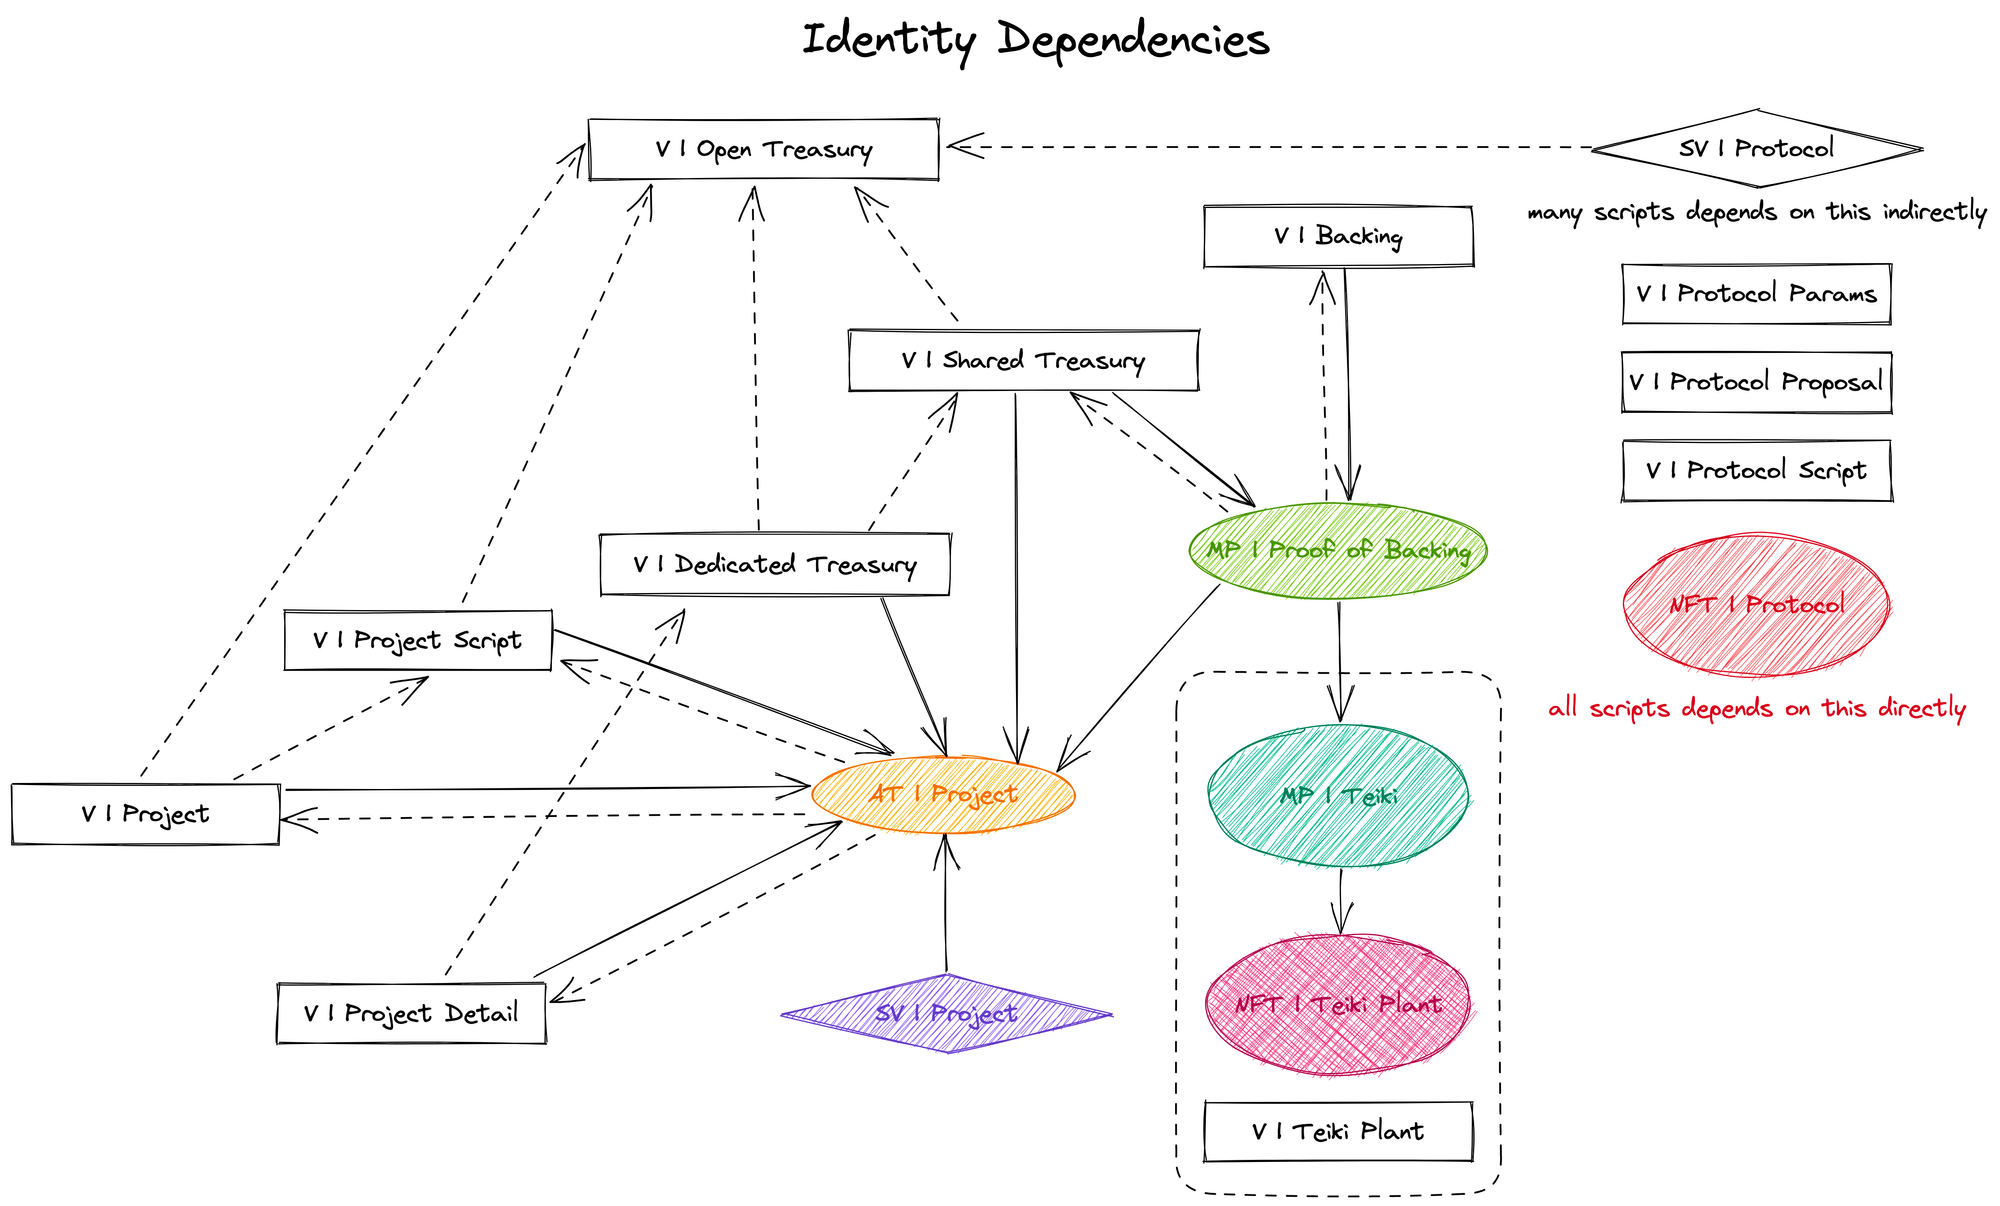 Identity Dependencies
V | Open Treasury
SV | Protocol
many scripts depends on this indirectly
V | Backing
V | Protocol Params
V | Shared Treasury
V | Protocol Proposal
V | Protocol Script
MP | Proof of Backing
V | Dedicated Treasury
NFT | Protocol
V | Project Script
all scripts depends on this directly
AT | Project
MP | Teiki
V | Project
NFT | Teiki Plant
V | Project Detail
SV | Project
V | Teiki Plant